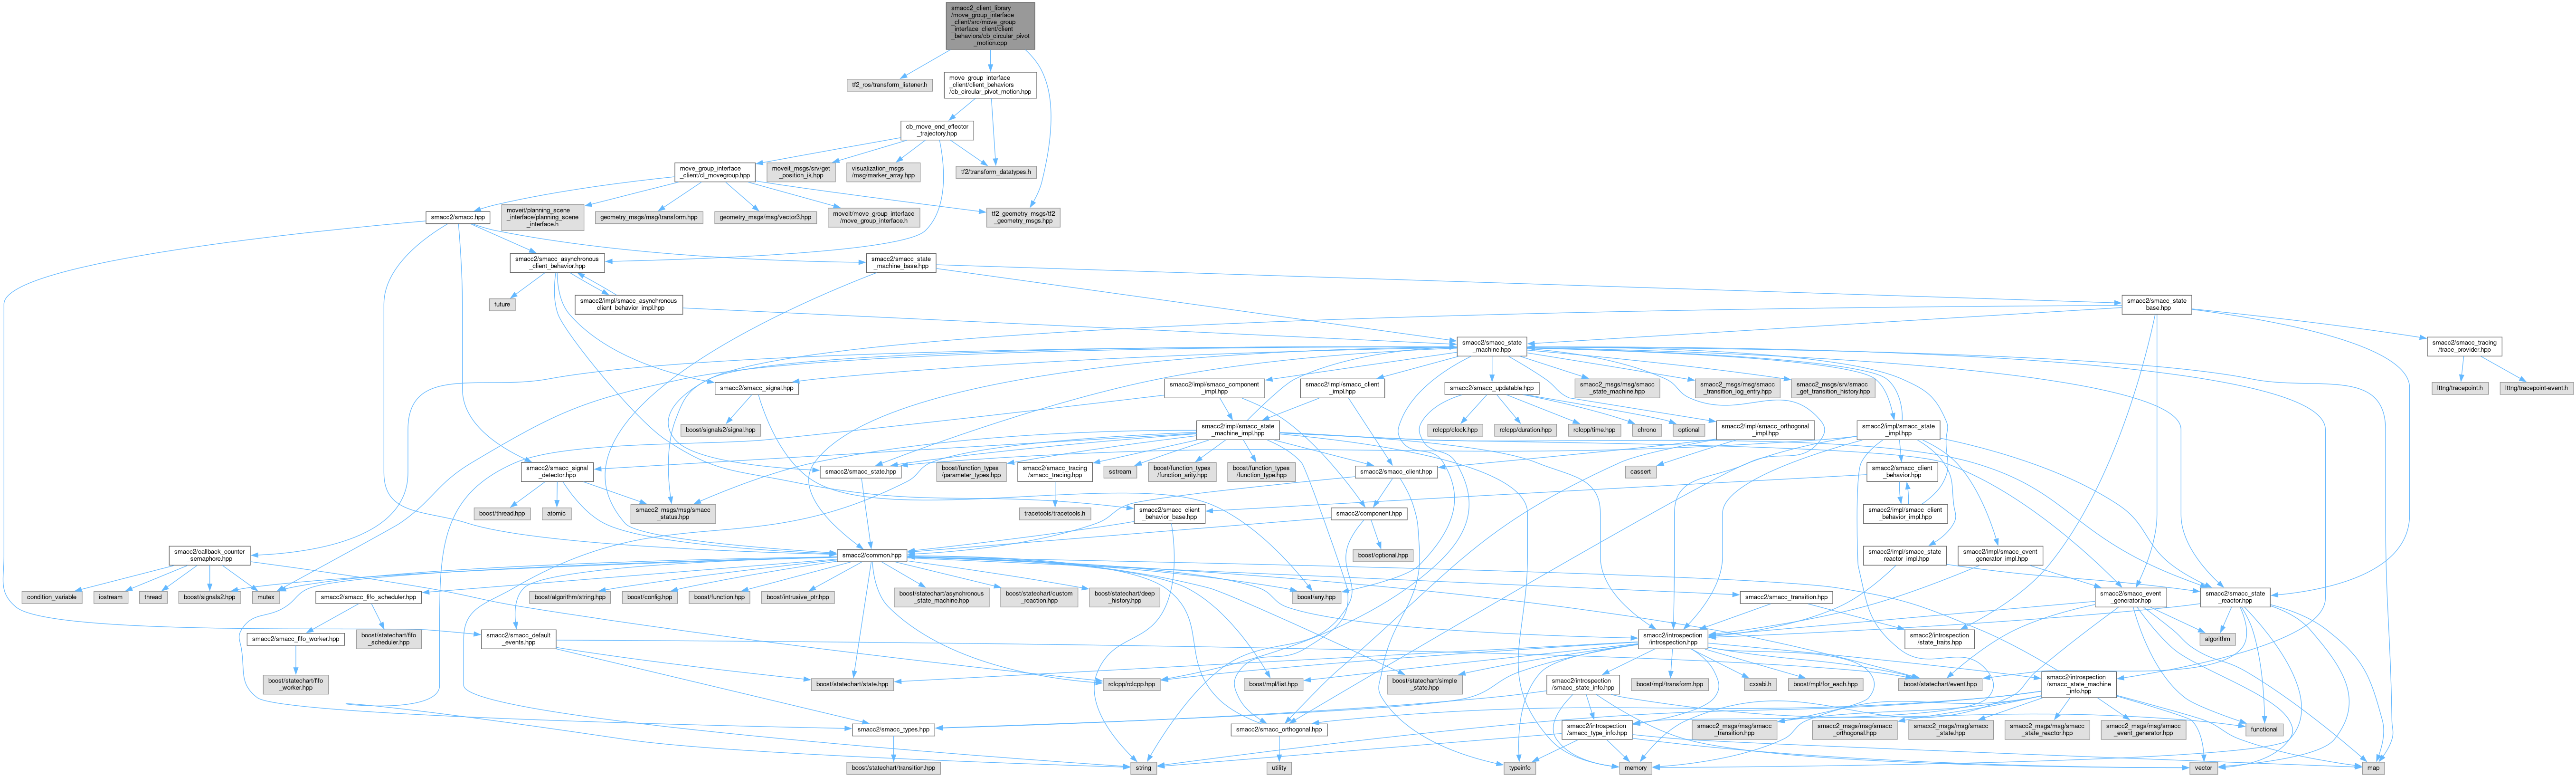 smacc2_client_library
/move_group_interface
_client/src/move_group
_interface_client/client
_behaviors/cb_circular_pivot
_motion.cpp
tf2_ros/transform_listener.h
move_group_interface
_client/client_behaviors
/cb_circular_pivot_motion.hpp
cb_move_end_effector
_trajectory.hpp
move_group_interface
_client/cl_movegroup.hpp
moveit_msgs/srv/get
_position_ik.hpp
visualization_msgs
/msg/marker_array.hpp
tf2/transform_datatypes.h
smacc2/smacc.hpp
moveit/planning_scene
_interface/planning_scene
_interface.h
geometry_msgs/msg/transform.hpp
geometry_msgs/msg/vector3.hpp
moveit/move_group_interface
/move_group_interface.h
tf2_geometry_msgs/tf2
_geometry_msgs.hpp
smacc2/smacc_asynchronous
_client_behavior.hpp
smacc2/smacc_state
_machine_base.hpp
future
smacc2/impl/smacc_asynchronous
_client_behavior_impl.hpp
smacc2/smacc_state
_base.hpp
smacc2/smacc_state
_machine.hpp
smacc2/smacc_tracing
/trace_provider.hpp
smacc2/smacc_signal.hpp
smacc2/impl/smacc_component
_impl.hpp
smacc2/impl/smacc_client
_impl.hpp
smacc2/smacc_updatable.hpp
smacc2_msgs/msg/smacc
_state_machine.hpp
smacc2_msgs/msg/smacc
_transition_log_entry.hpp
smacc2_msgs/srv/smacc
_get_transition_history.hpp
lttng/tracepoint.h
lttng/tracepoint-event.h
boost/signals2/signal.hpp
smacc2/impl/smacc_state
_machine_impl.hpp
rclcpp/clock.hpp
rclcpp/duration.hpp
rclcpp/time.hpp
chrono
optional
smacc2/impl/smacc_orthogonal
_impl.hpp
smacc2/impl/smacc_state
_impl.hpp
smacc2/smacc_signal
_detector.hpp
smacc2/smacc_state.hpp
boost/function_types
/parameter_types.hpp
smacc2/smacc_tracing
/smacc_tracing.hpp
sstream
boost/function_types
/function_arity.hpp
boost/function_types
/function_type.hpp
smacc2/smacc_client.hpp
cassert
smacc2/smacc_client
_behavior.hpp
boost/thread.hpp
atomic
smacc2_msgs/msg/smacc
_status.hpp
tracetools/tracetools.h
smacc2/smacc_client
_behavior_base.hpp
smacc2/component.hpp
smacc2/impl/smacc_client
_behavior_impl.hpp
smacc2/callback_counter
_semaphore.hpp
smacc2/common.hpp
boost/optional.hpp
smacc2/impl/smacc_state
_reactor_impl.hpp
smacc2/impl/smacc_event
_generator_impl.hpp
condition_variable
iostream
thread
boost/signals2.hpp
mutex
smacc2/smacc_fifo_scheduler.hpp
boost/algorithm/string.hpp
boost/config.hpp
boost/function.hpp
boost/intrusive_ptr.hpp
boost/statechart/asynchronous
_state_machine.hpp
boost/statechart/custom
_reaction.hpp
boost/statechart/deep
_history.hpp
boost/any.hpp
smacc2/smacc_transition.hpp
smacc2/smacc_event
_generator.hpp
smacc2/smacc_state
_reactor.hpp
smacc2/smacc_fifo_worker.hpp
boost/statechart/fifo
_scheduler.hpp
smacc2/smacc_default
_events.hpp
smacc2/introspection
/introspection.hpp
smacc2/introspection
/state_traits.hpp
algorithm
boost/statechart/fifo
_worker.hpp
boost/statechart/state.hpp
rclcpp/rclcpp.hpp
boost/mpl/list.hpp
boost/statechart/simple
_state.hpp
smacc2/introspection
/smacc_state_info.hpp
boost/mpl/transform.hpp
cxxabi.h
boost/mpl/for_each.hpp
boost/statechart/event.hpp
smacc2/introspection
/smacc_state_machine
_info.hpp
smacc2/smacc_types.hpp
smacc2/smacc_orthogonal.hpp
smacc2/introspection
/smacc_type_info.hpp
smacc2_msgs/msg/smacc
_transition.hpp
smacc2_msgs/msg/smacc
_orthogonal.hpp
smacc2_msgs/msg/smacc
_state.hpp
smacc2_msgs/msg/smacc
_state_reactor.hpp
smacc2_msgs/msg/smacc
_event_generator.hpp
functional
boost/statechart/transition.hpp
string
utility
typeinfo
memory
vector
map